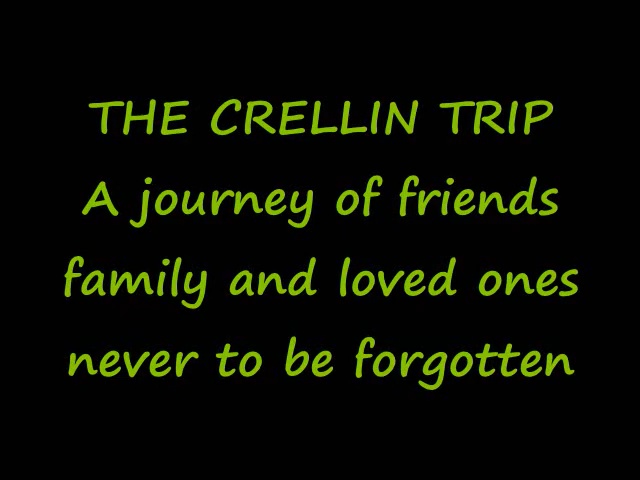 THE CRELLIN TRIP
A journey of friends
family and loved ones
never to be forgotten